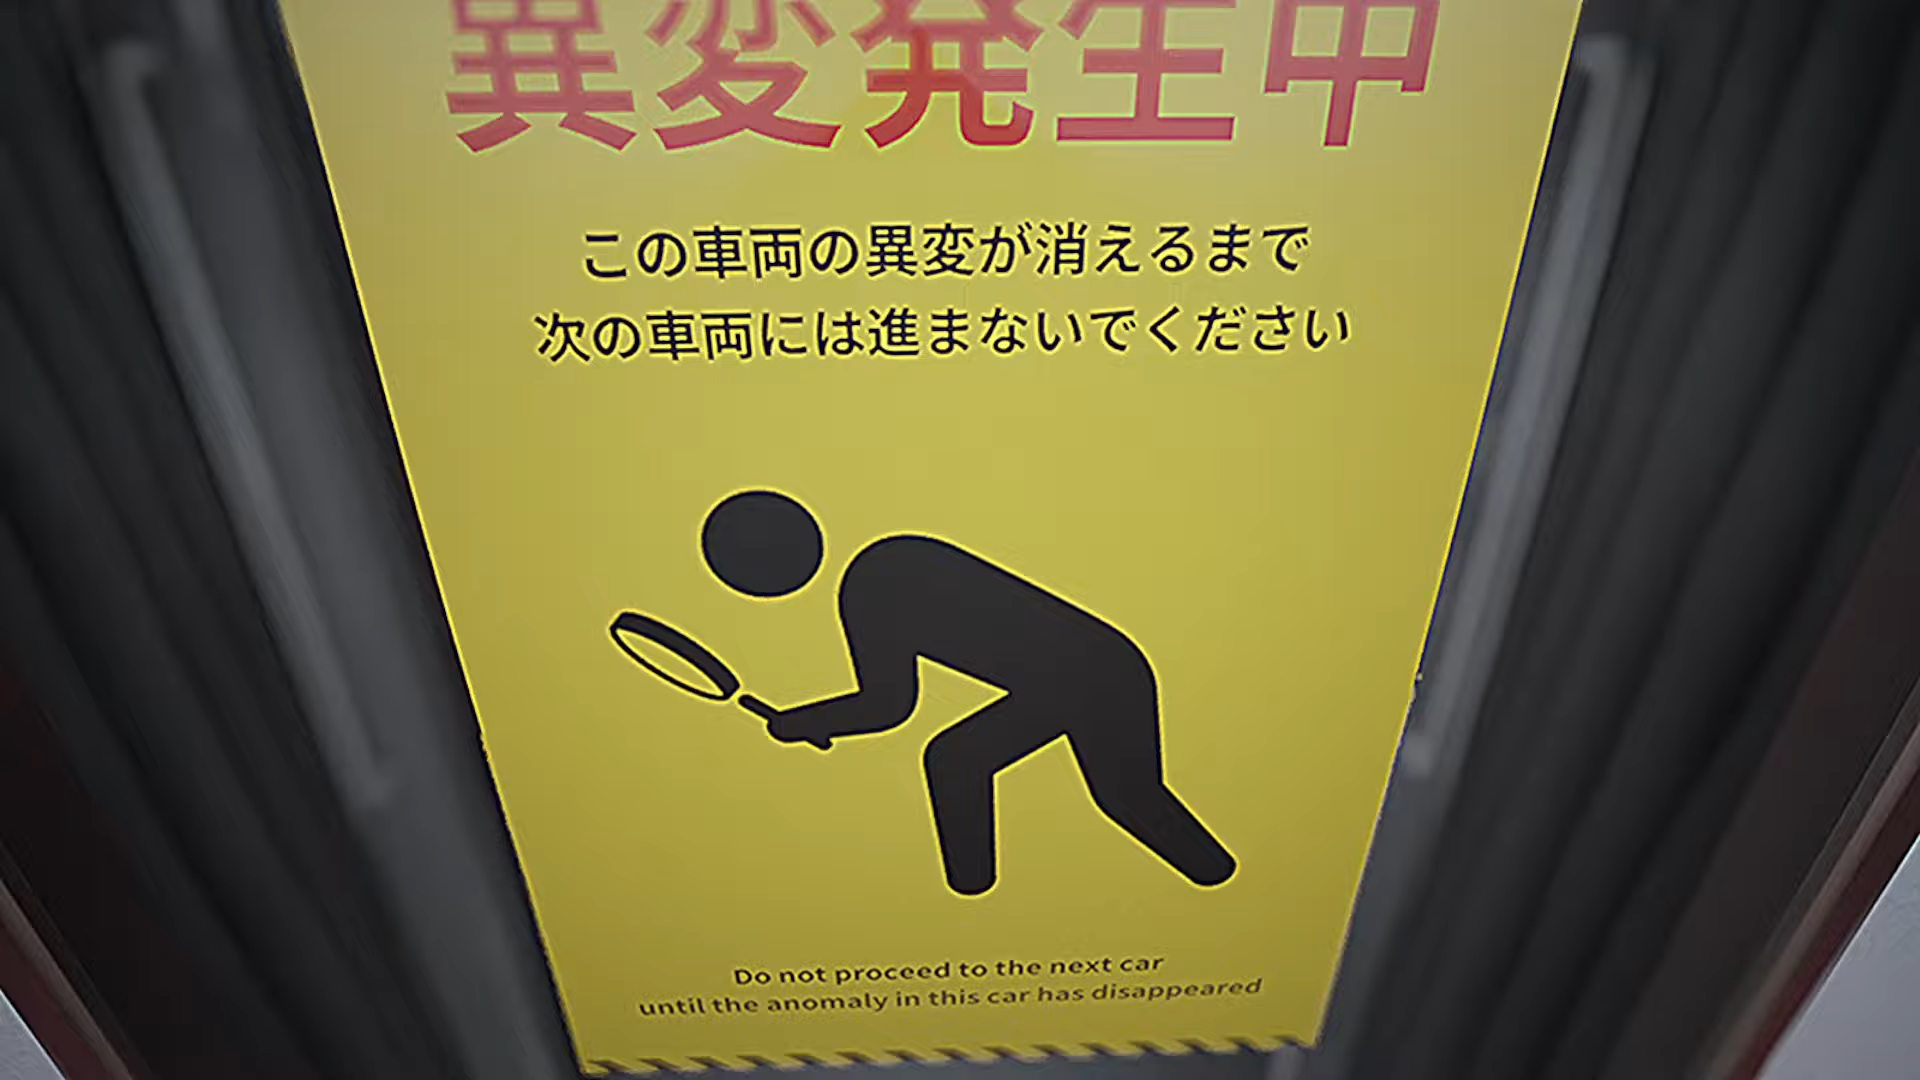 異変発生中
この車両の異変が消えるまで
次の車両には進まないでください
Do not proceed to the next car
until the anomaly in this car has disappeared